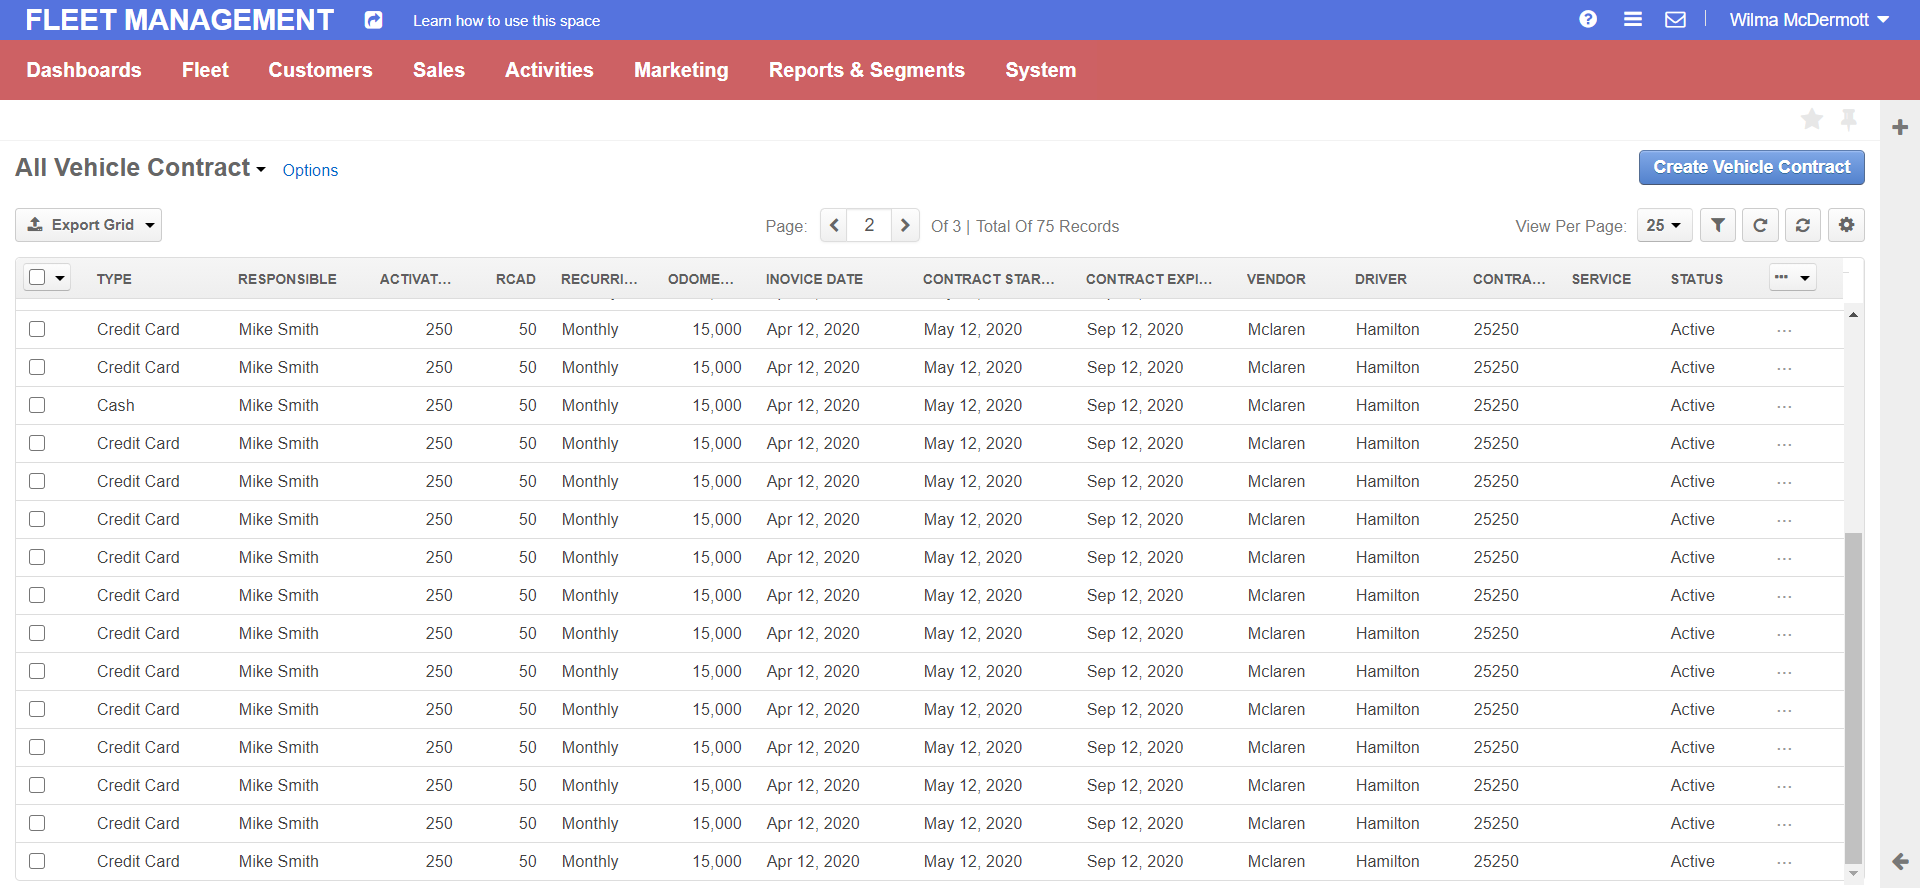 FLEET MANAGEMENT Learn how to use this space Wilma McDermott
Dashboards Fleet Customers Sales Activities Marketing Reports & Segments System
All Vehicle Contract Options Create Vehicle Contract
Export Grid Page: 2 Of 3 | Total Of 75 Records View Per Page: 25
TYPE RESPONSIBLE ACTIVAT... RCAD RECURRI... ODOME... INOVICE DATE CONTRACT STAR... CONTRACT EXPI... VENDOR DRIVER CONTRA... SERVICE STATUS
Credit Card Mike Smith 250 50 Monthly 15,000 Apr 12, 2020 May 12, 2020 Sep 12, 2020 Mclaren Hamilton 25250 Active ...
Credit Card Mike Smith 250 50 Monthly 15,000 Apr 12, 2020 May 12, 2020 Sep 12, 2020 Mclaren Hamilton 25250 Active ...
Cash Mike Smith 250 50 Monthly 15,000 Apr 12, 2020 May 12, 2020 Sep 12, 2020 Mclaren Hamilton 25250 Active ...
Credit Card Mike Smith 250 50 Monthly 15,000 Apr 12, 2020 May 12, 2020 Sep 12, 2020 Mclaren Hamilton 25250 Active ...
Credit Card Mike Smith 250 50 Monthly 15,000 Apr 12, 2020 May 12, 2020 Sep 12, 2020 Mclaren Hamilton 25250 Active ...
Credit Card Mike Smith 250 50 Monthly 15,000 Apr 12, 2020 May 12, 2020 Sep 12, 2020 Mclaren Hamilton 25250 Active ...
Credit Card Mike Smith 250 50 Monthly 15,000 Apr 12, 2020 May 12, 2020 Sep 12, 2020 Mclaren Hamilton 25250 Active ...
Credit Card Mike Smith 250 50 Monthly 15,000 Apr 12, 2020 May 12, 2020 Sep 12, 2020 Mclaren Hamilton 25250 Active ...
Credit Card Mike Smith 250 50 Monthly 15,000 Apr 12, 2020 May 12, 2020 Sep 12, 2020 Mclaren Hamilton 25250 Active ...
Credit Card Mike Smith 250 50 Monthly 15,000 Apr 12, 2020 May 12, 2020 Sep 12, 2020 Mclaren Hamilton 25250 Active ...
Credit Card Mike Smith 250 50 Monthly 15,000 Apr 12, 2020 May 12, 2020 Sep 12, 2020 Mclaren Hamilton 25250 Active ...
Credit Card Mike Smith 250 50 Monthly 15,000 Apr 12, 2020 May 12, 2020 Sep 12, 2020 Mclaren Hamilton 25250 Active ...
Credit Card Mike Smith 250 50 Monthly 15,000 Apr 12, 2020 May 12, 2020 Sep 12, 2020 Mclaren Hamilton 25250 Active ...
Credit Card Mike Smith 250 50 Monthly 15,000 Apr 12, 2020 May 12, 2020 Sep 12, 2020 Mclaren Hamilton 25250 Active ...
Credit Card Mike Smith 250 50 Monthly 15,000 Apr 12, 2020 May 12, 2020 Sep 12, 2020 Mclaren Hamilton 25250 Active ...